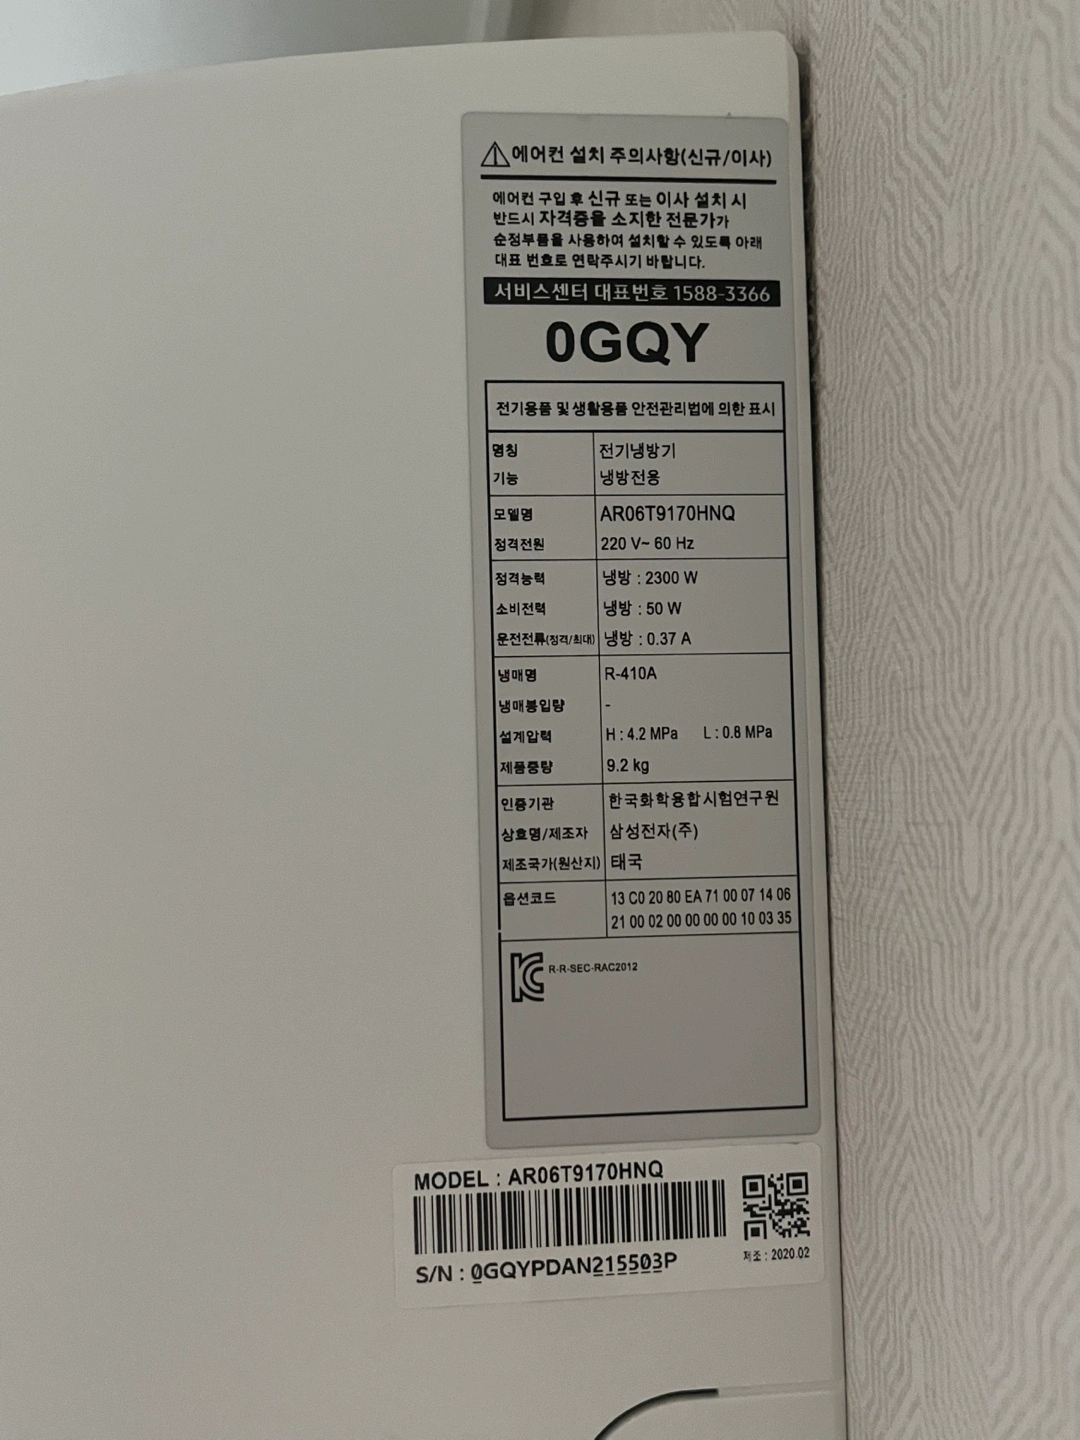 ⚠에어컨 설치 주의사항(신규/이사)
에어컨 구입 후 신규 또는 이사 설치 시
반드시 자격증을 소지한 전문가가
순정부품을 사용하여 설치할 수 있도록 아래
대표 번호로 연락주시기 바랍니다.
서비스센터 대표번호 1588-3366
0GQY
전기용품 및 생활용품 안전관리법에 의한 표시
명칭 전기냉방기
기능 냉방전용
모델명 AR06T9170HNQ
정격전원 220 V~ 60 Hz
정격능력 냉방 : 2300 W
소비전력 냉방 : 50 W
운전전류(정격/최대) 냉방 : 0.37 A
냉매명 R-410A
냉매봉입량 -
설계압력 H : 4.2 MPa L : 0.8 MPa
제품중량 9.2 kg
인증기관 한국화학융합시험연구원
상호명/제조자 삼성전자(주)
제조국가(원산지) 태국
옵션코드 13 C0 20 80 EA 71 00 07 14 06
21 00 02 00 00 00 00 10 03 35
KC R-R-SEC-RAC2012
MODEL : AR06T9170HNQ
제조 : 2020.02
S/N : 0GQYPDAN215503P